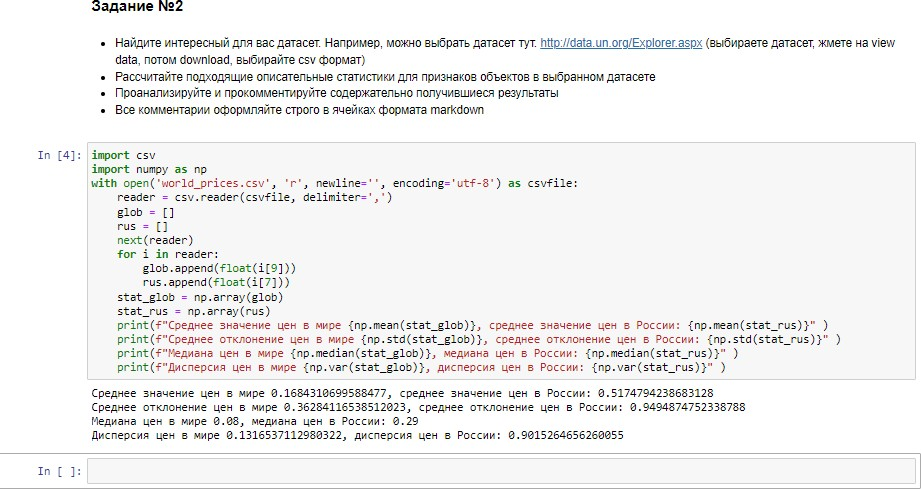 Задание №2
• Найдите интересный для вас датасет. Например, можно выбрать датасет тут. http://data.un.org/Explorer.aspx (выбираете датасет, жмете на view
data, потом download, выбирайте csv формат)
• Рассчитайте подходящие описательные статистики для признаков объектов в выбранном датасете
• Проанализируйте и прокомментируйте содержательно получившиеся результаты
• Все комментарии оформляйте строго в ячейках формата markdown
In [4]: import csv
import numpy as np
with open('world_prices.csv', 'r', newline='', encoding='utf-8') as csvfile:
    reader = csv.reader(csvfile, delimiter=',')
    glob = []
    rus = []
    next(reader)
    for i in reader:
        glob.append(float(i[9]))
        rus.append(float(i[7]))
    stat_glob = np.array(glob)
    stat_rus = np.array(rus)
    print(f"Среднее значение цен в мире {np.mean(stat_glob)}, среднее значение цен в России: {np.mean(stat_rus)}" )
    print(f"Среднее отклонение цен в мире {np.std(stat_glob)}, среднее отклонение цен в России: {np.std(stat_rus)}" )
    print(f"Медиана цен в мире {np.median(stat_glob)}, медиана цен в России: {np.median(stat_rus)}" )
    print(f"Дисперсия цен в мире {np.var(stat_glob)}, дисперсия цен в России: {np.var(stat_rus)}" )
Среднее значение цен в мире 0.1684310699588477, среднее значение цен в России: 0.5174794238683128
Среднее отклонение цен в мире 0.36284116538512023, среднее отклонение цен в России: 0.9494874752338788
Медиана цен в мире 0.08, медиана цен в России: 0.29
Дисперсия цен в мире 0.1316537112980322, дисперсия цен в России: 0.9015264656260055
In [ ]: